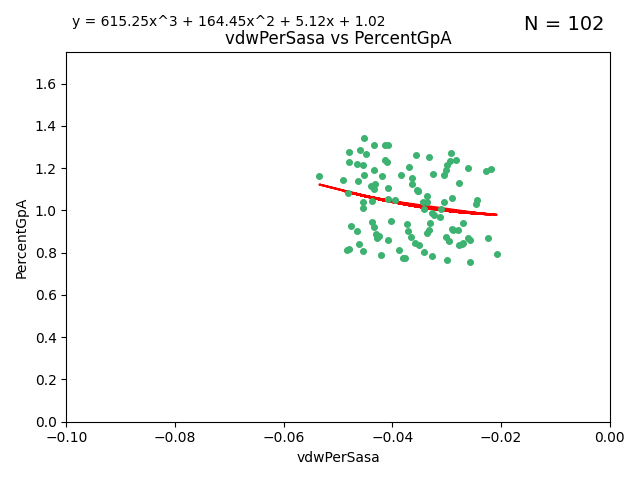 y = 615.25x^3 + 164.45x^2 + 5.12x + 1.02
N = 102
vdwPerSasa vs PercentGpA
1.6
1.4
1.2
1.0
0.8
0.6
0.4
0.2
0.0
PercentGpA
−0.10 −0.08 −0.06 −0.04 −0.02 0.00
vdwPerSasa